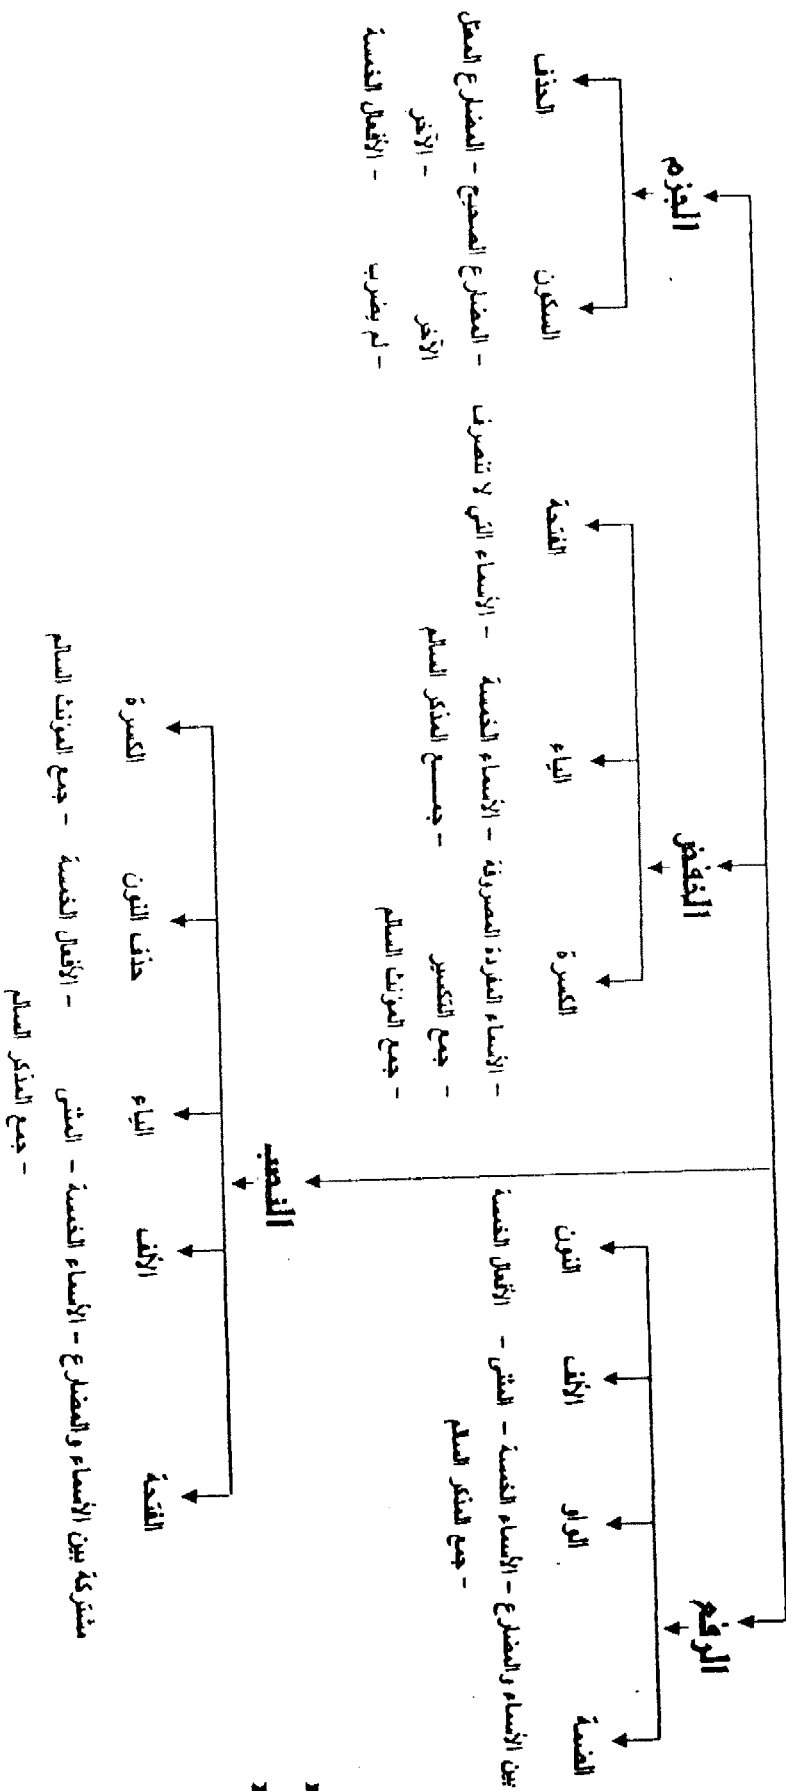 الرفع
الضمة
الواو
الألف
النون
بين الأسماء والمضارع - الأسماء الخمسة - المثنى - الأفعال الخمسة
- جمع المذكر السالم
النصب
الفتحة
الألف
الياء
حذف النون
الكسرة
مشتركة بين الأسماء والمضارع - الأسماء الخمسة - المثنى - الأفعال الخمسة - جمع المؤنث السالم
- جمع المذكر السالم
الخفض
الكسرة
الياء
الفتحة
- الأسماء المفردة المصروفة - الأسماء الخمسة - الأسماء التي لا تنصرف
- جمع التكسير - جمع المذكر السالم
- جمع المؤنث السالم
الجزم
السكون
الحذف
- المضارع الصحيح - المضارع المعتل
الآخر - الآخر
- لم يضرب - الأفعال الخمسة